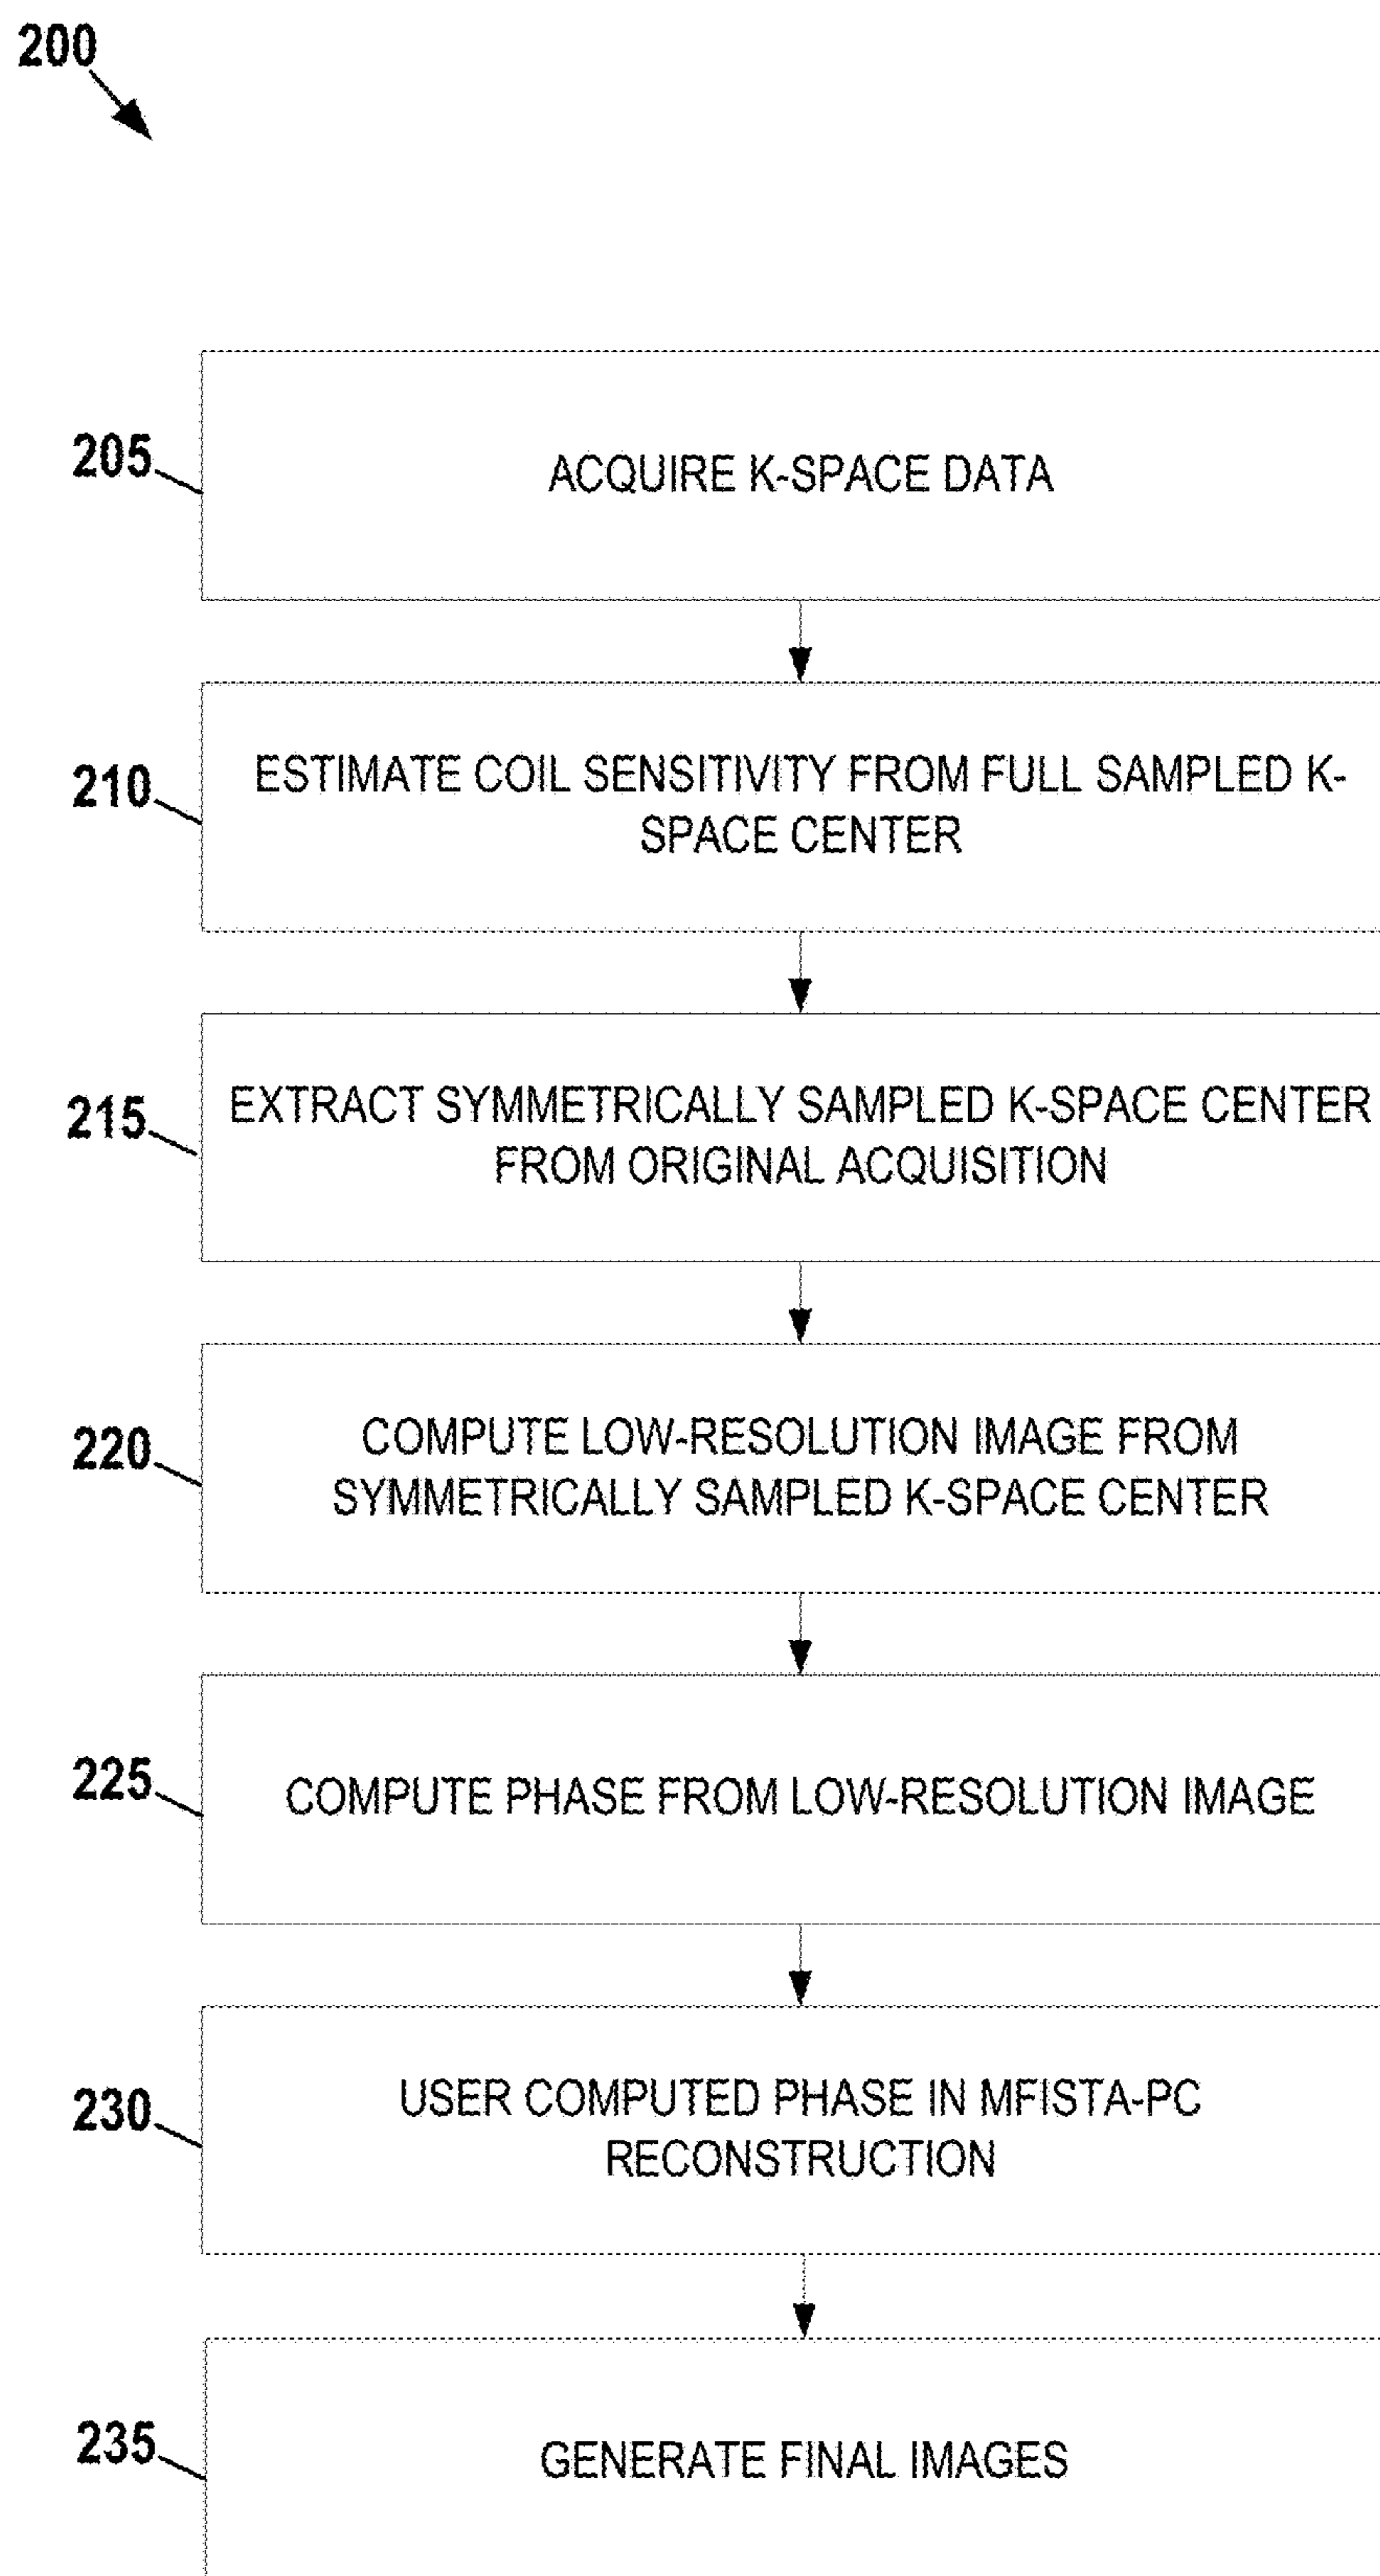 200
205
ACQUIRE K-SPACE DATA
210
ESTIMATE COIL SENSITIVITY FROM FULL SAMPLED K-
SPACE CENTER
215
EXTRACT SYMMETRICALLY SAMPLED K-SPACE CENTER
FROM ORIGINAL ACQUISITION
220
COMPUTE LOW-RESOLUTION IMAGE FROM
SYMMETRICALLY SAMPLED K-SPACE CENTER
225
COMPUTE PHASE FROM LOW-RESOLUTION IMAGE
230
USER COMPUTED PHASE IN MFISTA-PC
RECONSTRUCTION
235
GENERATE FINAL IMAGES